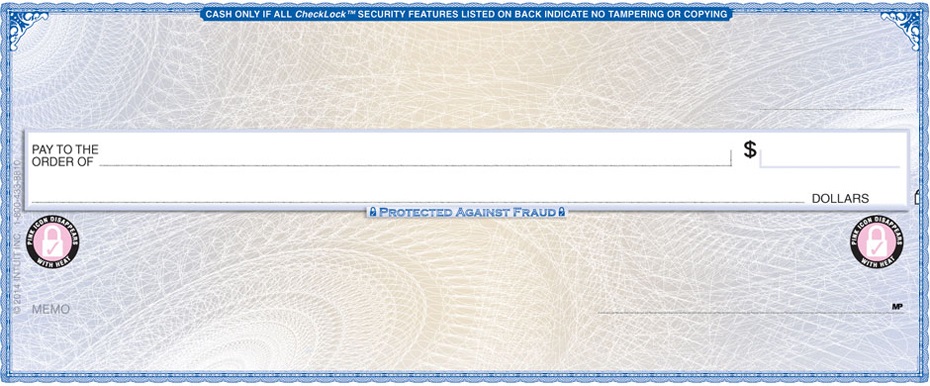 CASH ONLY IF ALL CheckLock™ SECURITY FEATURES LISTED ON BACK INDICATE NO TAMPERING OR COPYING
PAY TO THE
ORDER OF
$
DOLLARS
PROTECTED AGAINST FRAUD
© 2014 INTUIT INC. 1-800-433-8810
PINK ICON DISAPPEARS
WITH HEAT
PINK ICON DISAPPEARS
WITH HEAT
MEMO
MP